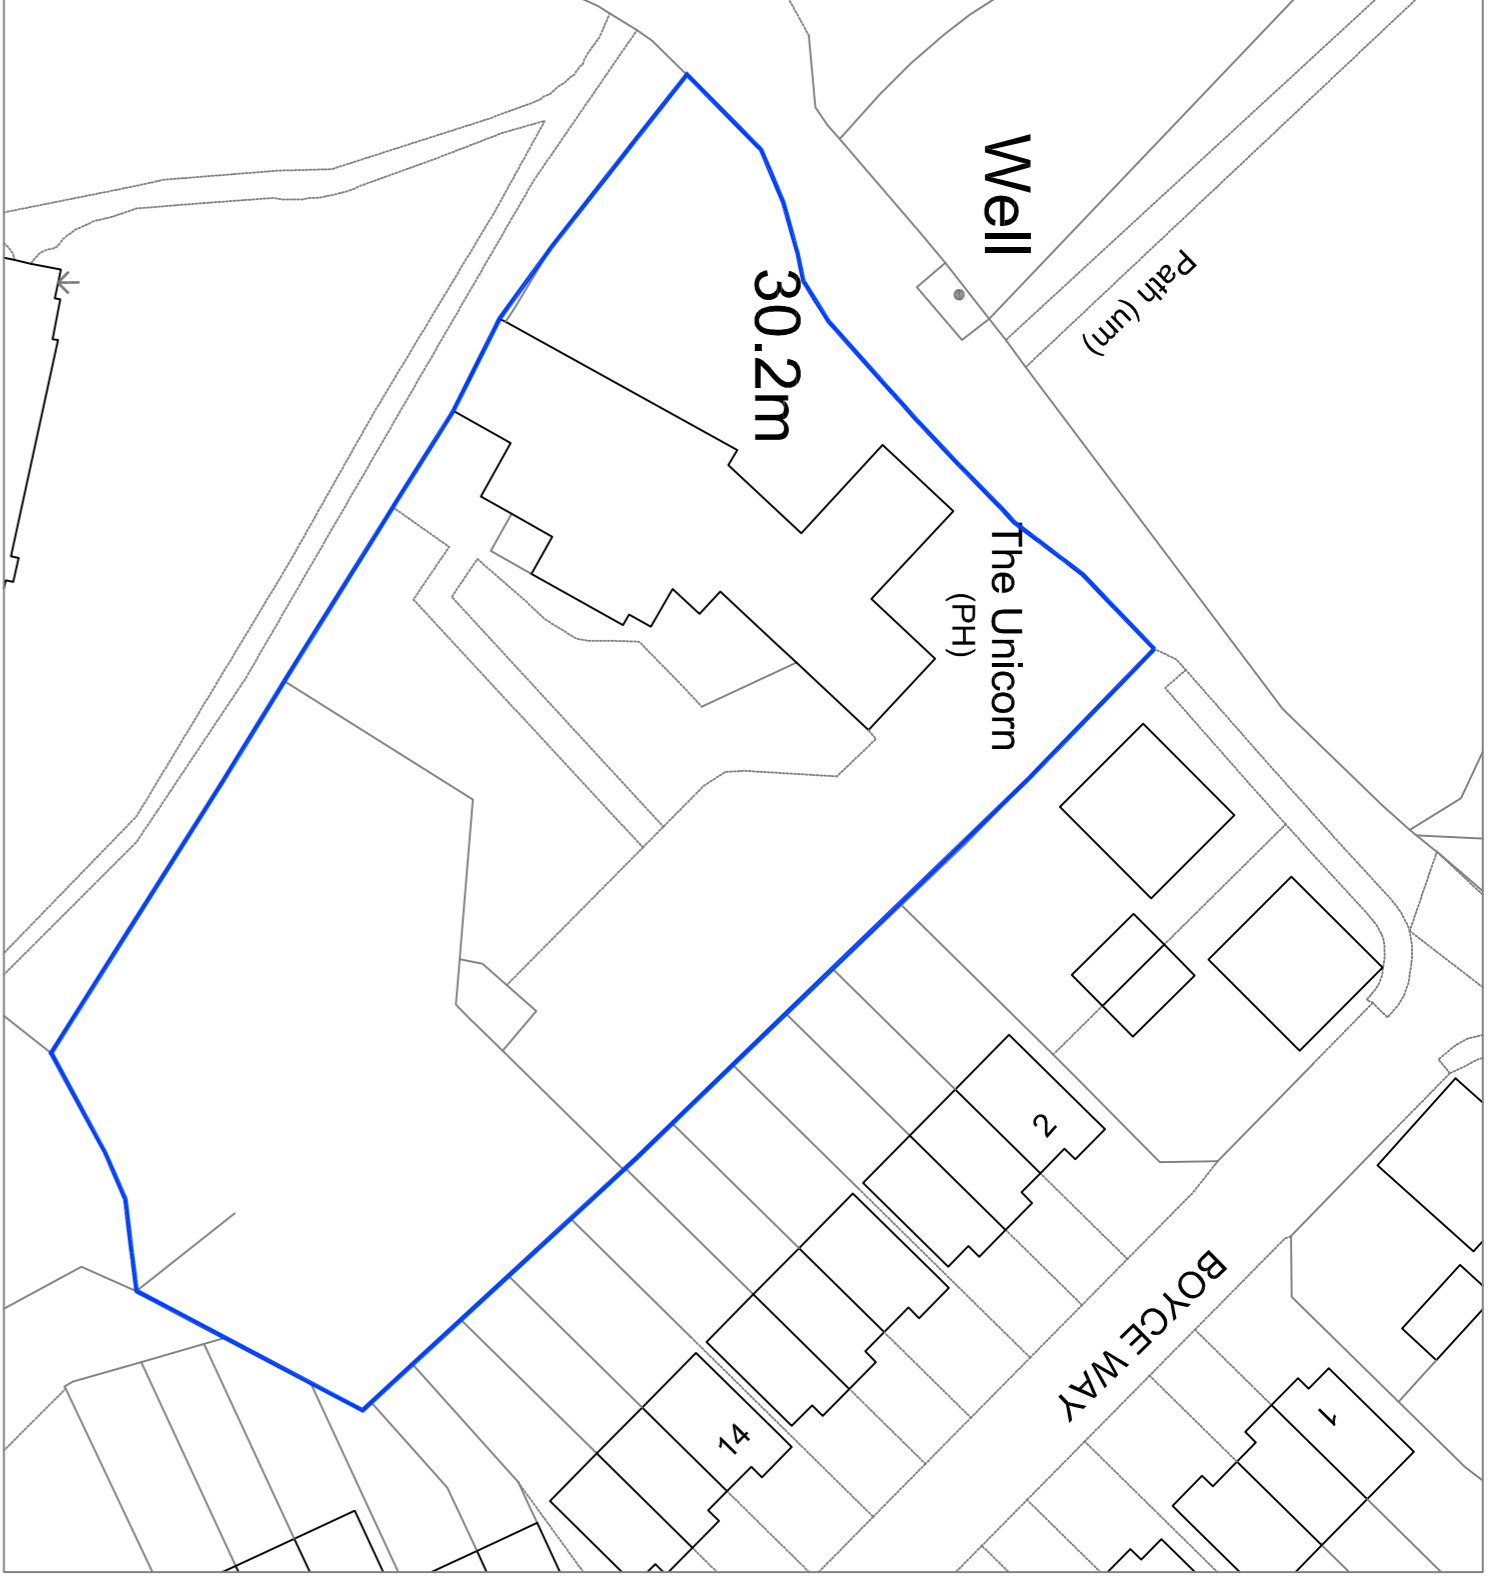 Well
Path (um)
30.2m
The Unicorn
(PH)
2
BOYCE WAY
14
1